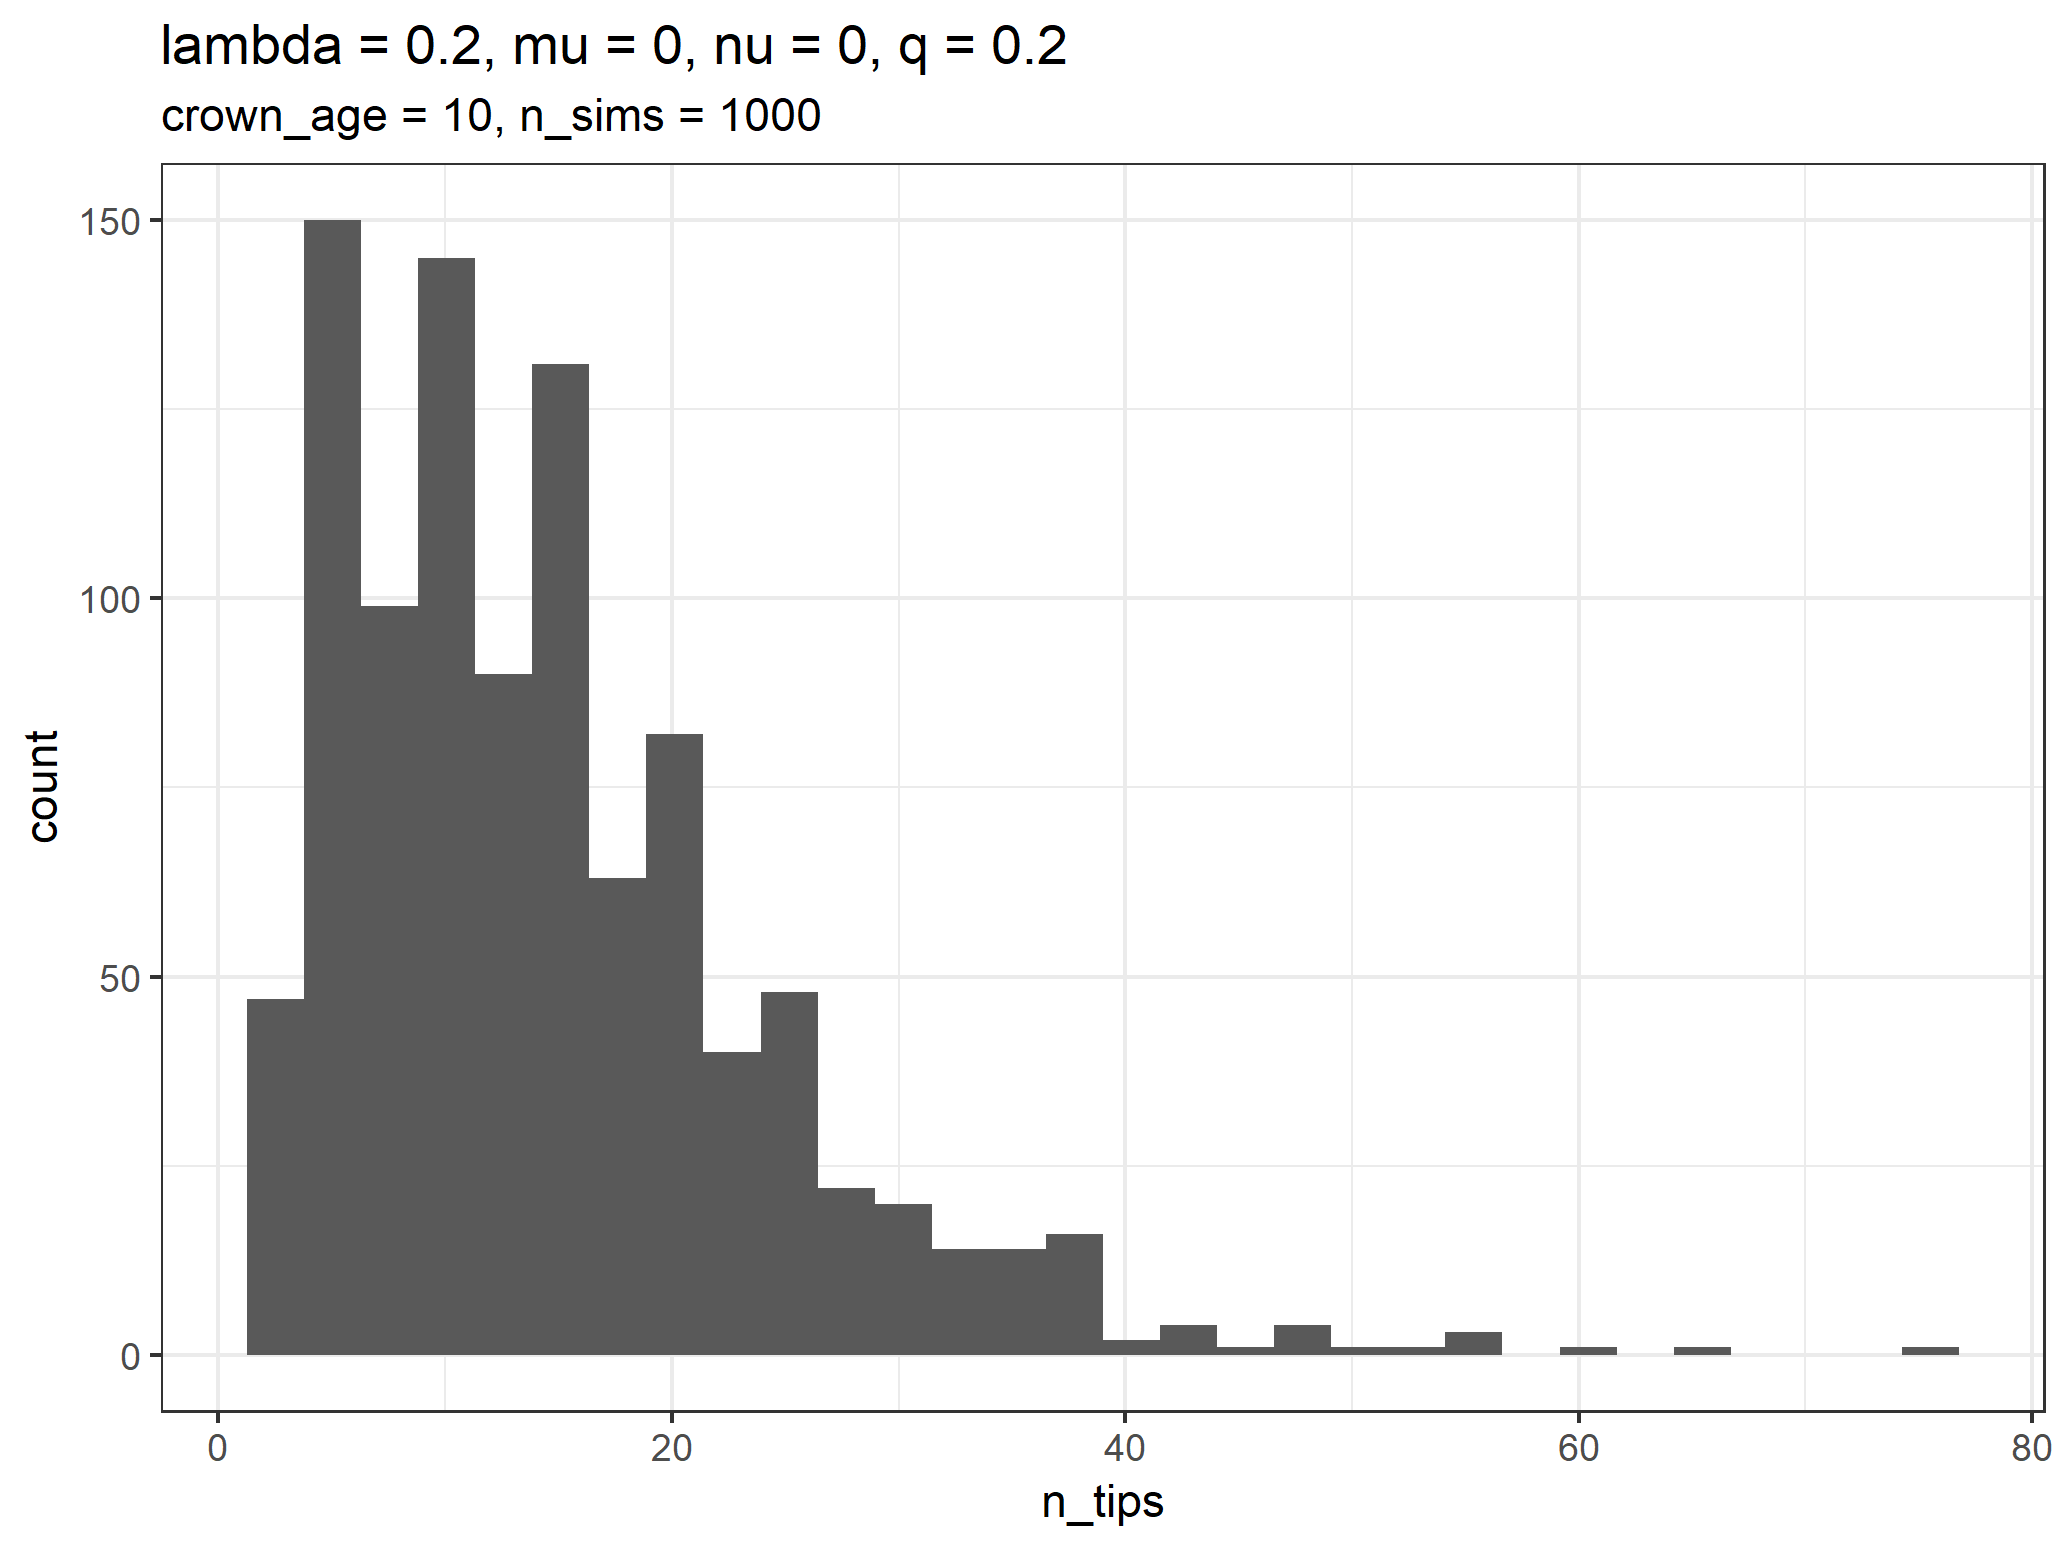 lambda = 0.2, mu = 0, nu = 0, q = 0.2
crown_age = 10, n_sims = 1000
150
100
50
0
count
0 20 40 60 80
n_tips